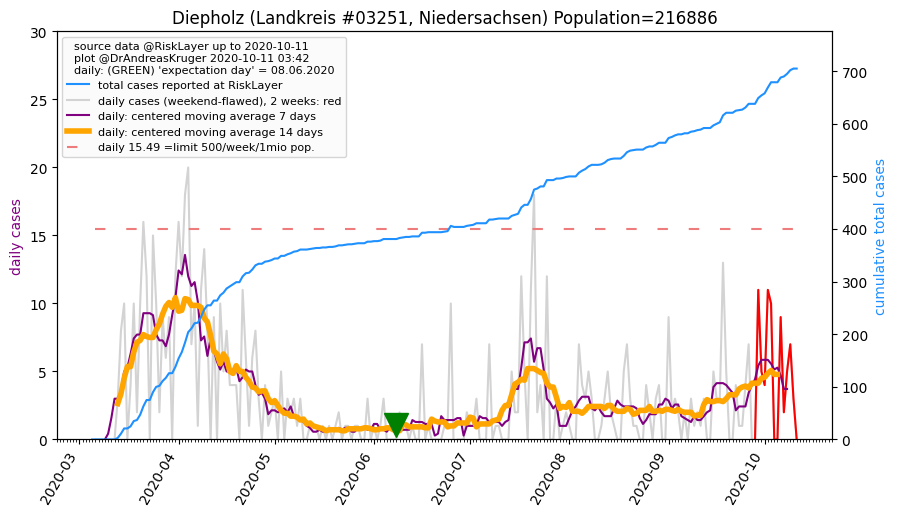 Diepholz (Landkreis #03251, Niedersachsen) Population=216886
source data @RiskLayer up to 2020-10-11
plot @DrAndreasKruger 2020-10-11 03:42
daily: (GREEN) 'expectation day' = 08.06.2020
total cases reported at RiskLayer
daily cases (weekend-flawed), 2 weeks: red
daily: centered moving average 7 days
daily: centered moving average 14 days
daily 15.49 =limit 500/week/1mio pop.
daily cases
30
25
20
15
10
5
0
cumulative total cases
700
600
500
400
300
200
100
0
2020-03
2020-04
2020-05
2020-06
2020-07
2020-08
2020-09
2020-10